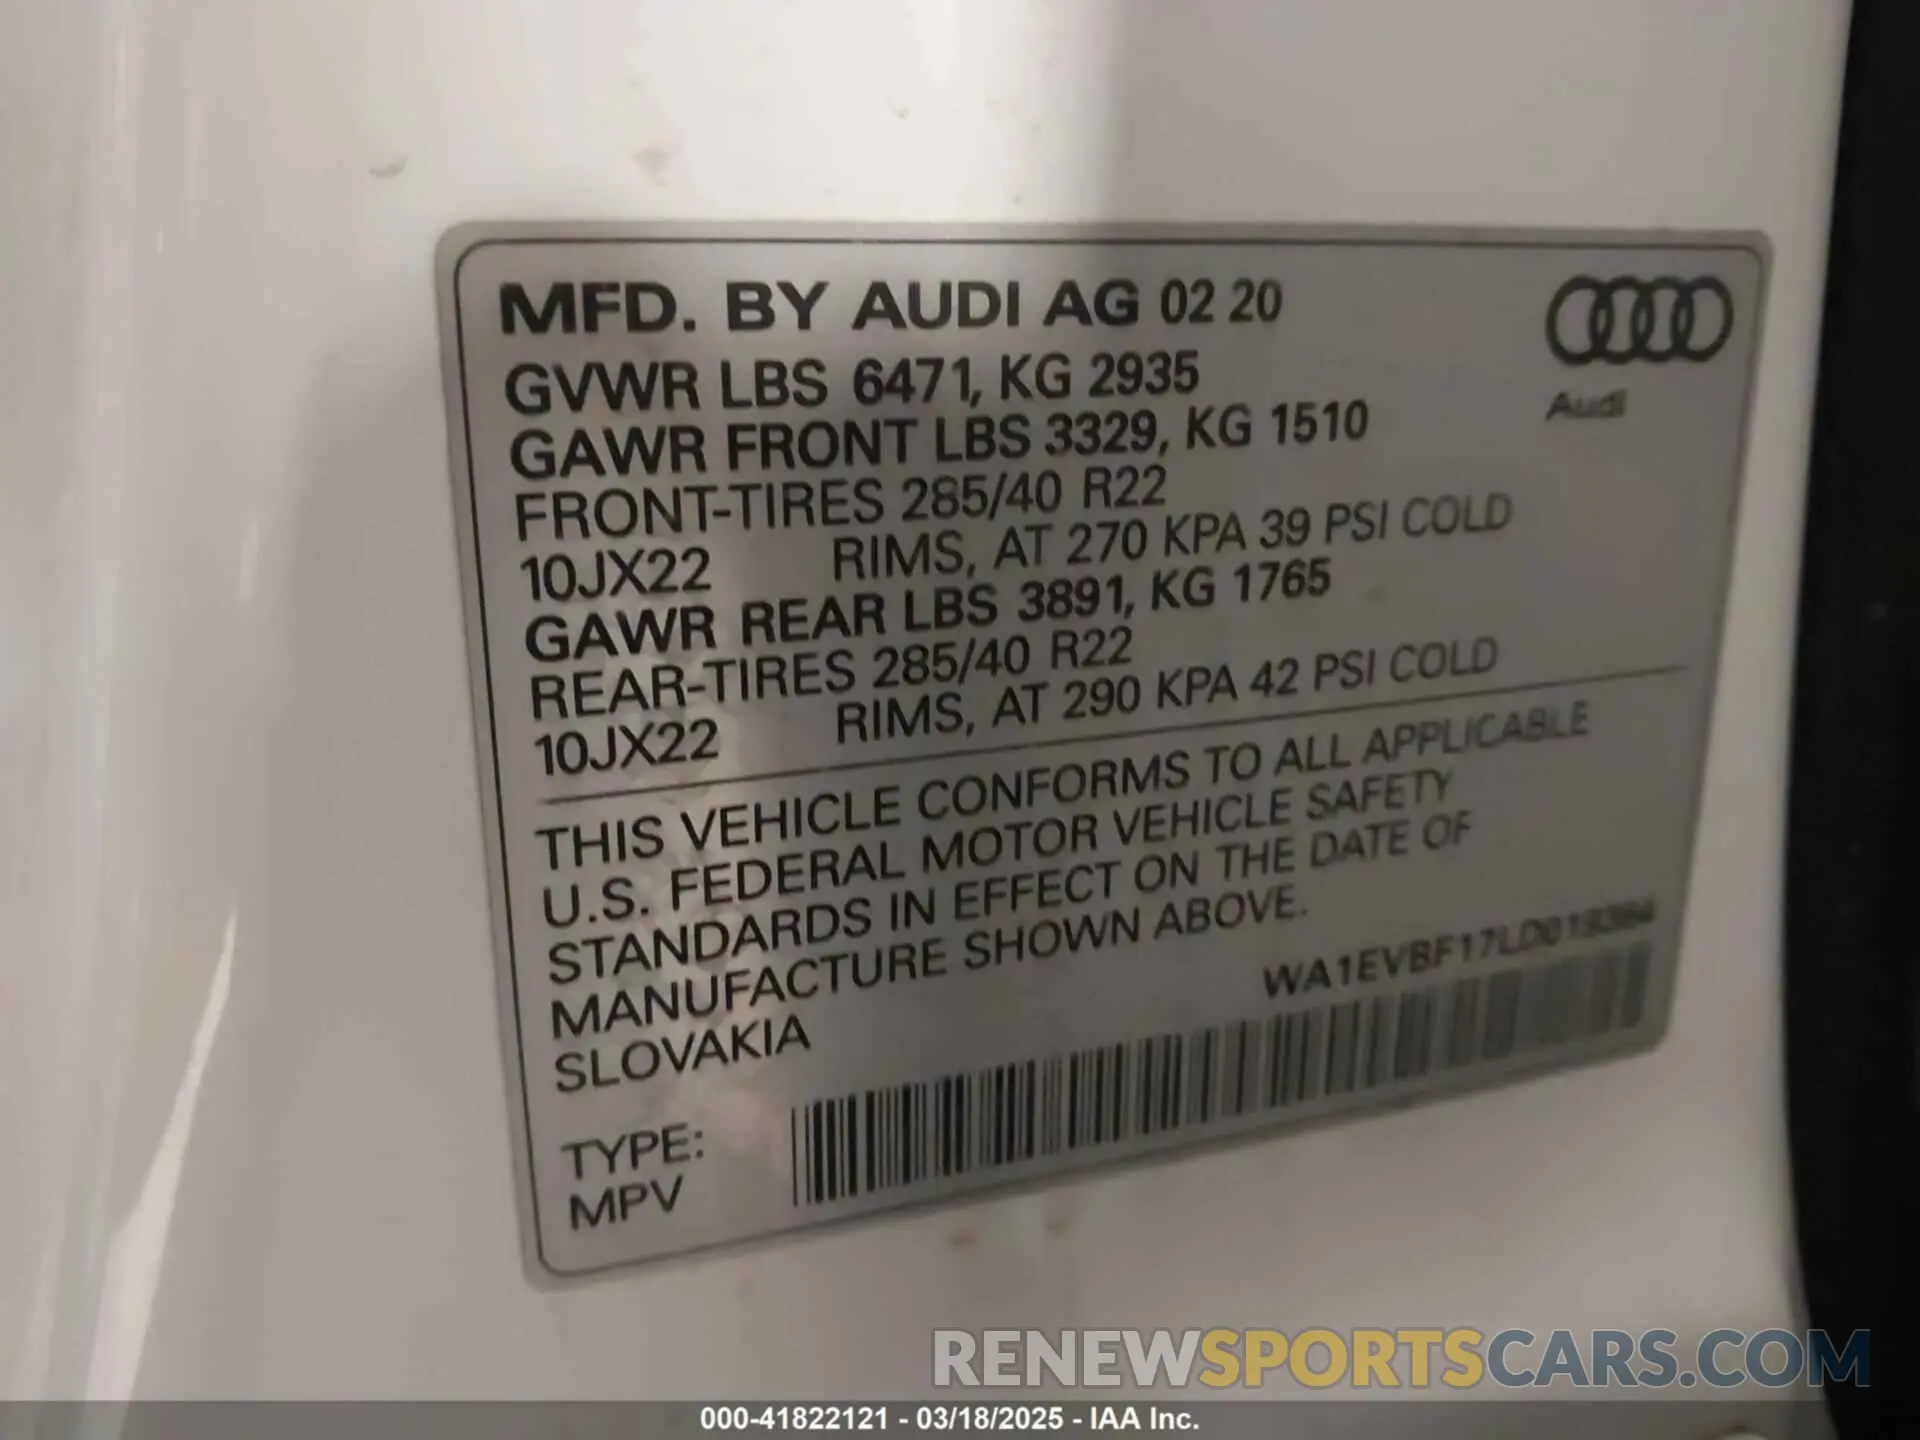 MFD. BY AUDI AG 02 20
Audi
GVWR LBS 6471, KG 2935
GAWR FRONT LBS 3329, KG 1510
FRONT-TIRES 285/40 R22
10JX22 RIMS, AT 270 KPA 39 PSI COLD
GAWR REAR LBS 3891, KG 1765
REAR-TIRES 285/40 R22
10JX22 RIMS, AT 290 KPA 42 PSI COLD
THIS VEHICLE CONFORMS TO ALL APPLICABLE
U.S. FEDERAL MOTOR VEHICLE SAFETY
STANDARDS IN EFFECT ON THE DATE OF
MANUFACTURE SHOWN ABOVE.
SLOVAKIA
TYPE:
MPV
RENEWSPORTSCARS.COM
000-41822121 - 03/18/2025 - IAA Inc.